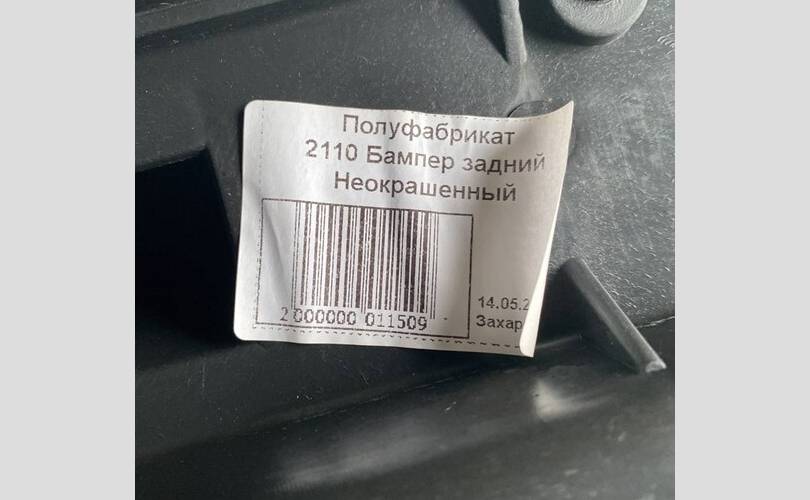 Полуфабрикат
2110 Бампер задний
Неокрашенный
14.05.2
Захар
2 000000 011509